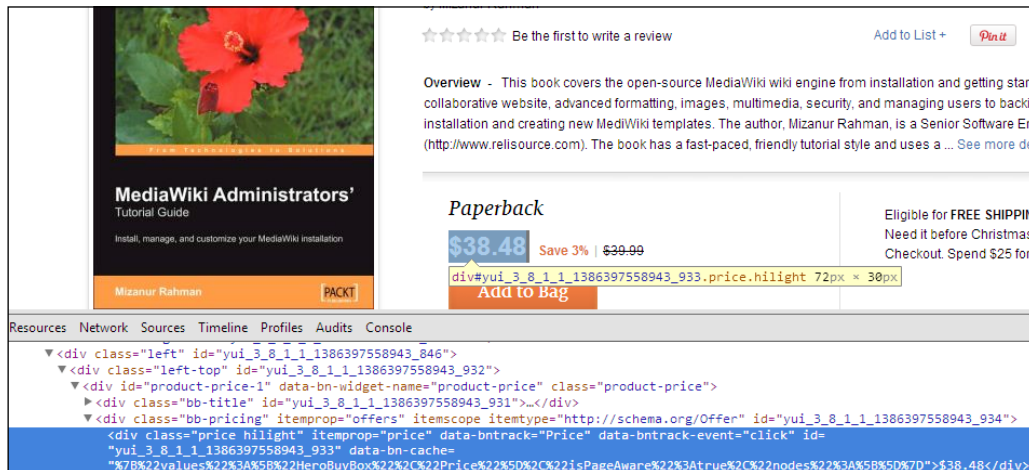 by Mizanur Rahman
Be the first to write a review
Add to List +
Pin it
Overview - This book covers the open-source MediaWiki wiki engine from installation and getting star
collaborative website, advanced formatting, images, multimedia, security, and managing users to backi
installation and creating new MediWiki templates. The author, Mizanur Rahman, is a Senior Software En
(http://www.relisource.com). The book has a fast-paced, friendly tutorial style and uses a ... See more de
From Technologies to Solutions
MediaWiki Administrators'
Tutorial Guide
Install, manage, and customize your MediaWiki installation
Mizanur Rahman
[PACKT]
Paperback
$38.48 Save 3% | $39.99
div#yui_3_8_1_1_1386397558943_933.price.hilight 72px × 30px
Add to Bag
Eligible for FREE SHIPPIN
Need it before Christmas
Checkout. Spend $25 for
Resources Network Sources Timeline Profiles Audits Console
▼<div class="left" id="yui_3_8_1_1_1386397558943_846">
▼<div class="left-top" id="yui_3_8_1_1_1386397558943_932">
▼<div id="product-price-1" data-bn-widget-name="product-price" class="product-price">
▶<div class="bb-title" id="yui_3_8_1_1_1386397558943_931">…</div>
▼<div class="bb-pricing" itemprop="offers" itemscope itemtype="http://schema.org/Offer" id="yui_3_8_1_1_1386397558943_934">
<div class="price hilight" itemprop="price" data-bntrack="Price" data-bntrack-event="click" id=
"yui_3_8_1_1_1386397558943_933" data-bn-cache=
"%7B%22values%22%3A%5B%22HeroBuyBox%22%2C%22Price%22%5D%2C%22isPageAware%22%3Atrue%2C%22nodes%22%3A%5B%5D%7D">$38.48</div>